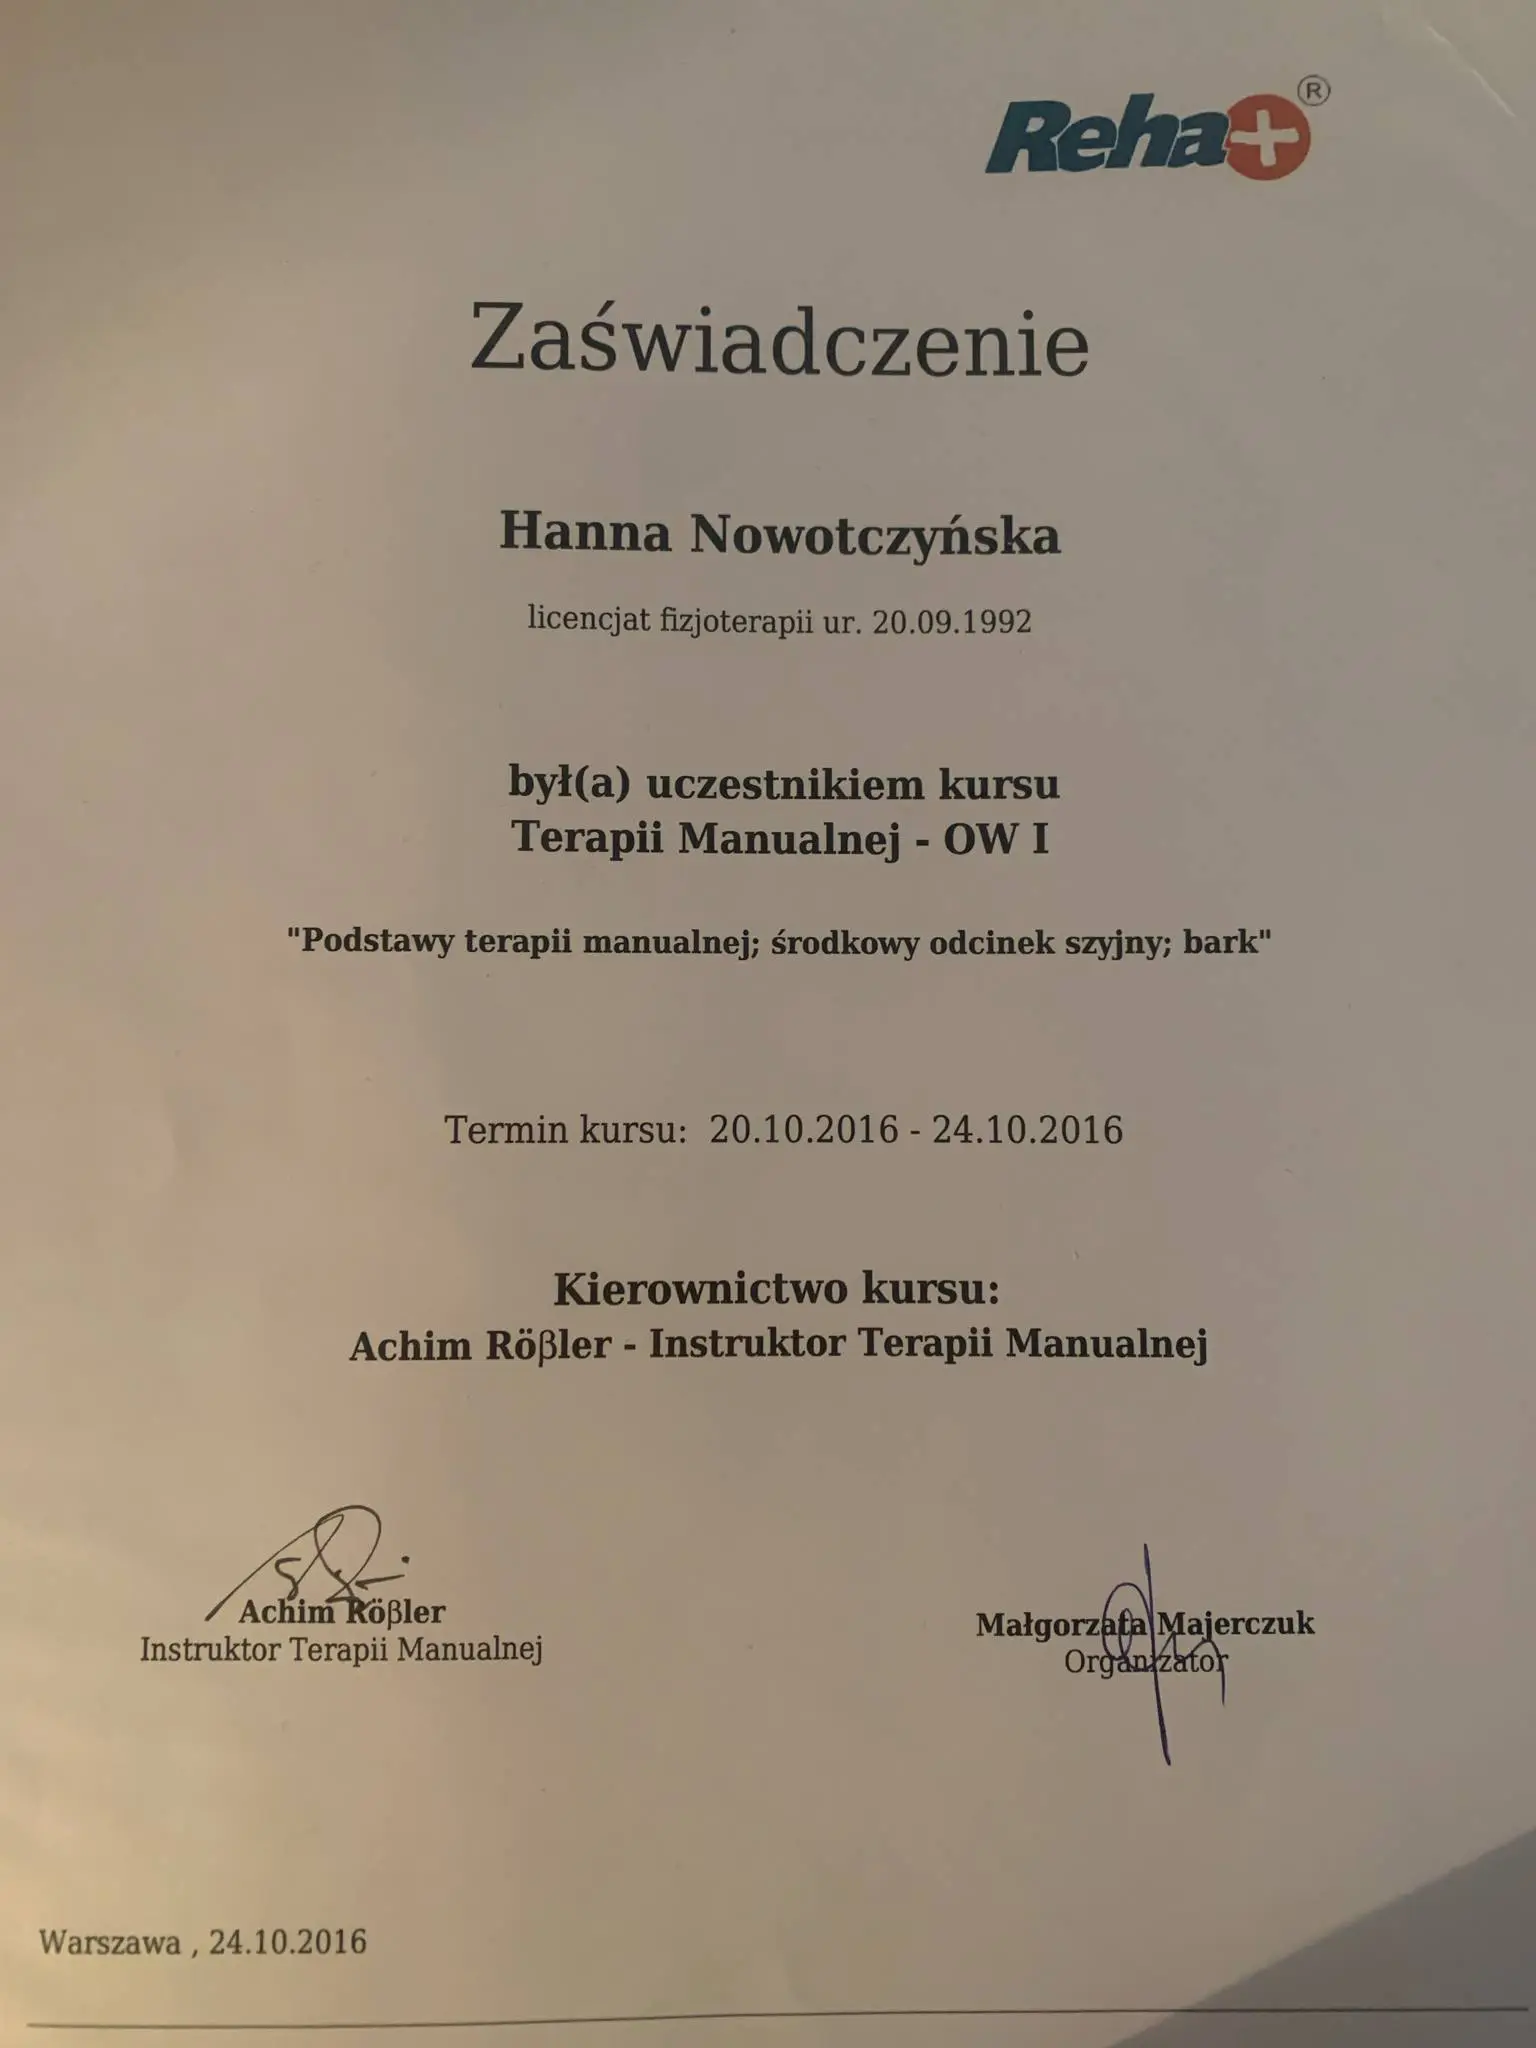 Reha+®
Zaświadczenie
Hanna Nowotczyńska
licencjat fizjoterapii ur. 20.09.1992
był(a) uczestnikiem kursu
Terapii Manualnej - OW I
"Podstawy terapii manualnej; środkowy odcinek szyjny; bark"
Termin kursu: 20.10.2016 - 24.10.2016
Kierownictwo kursu:
Achim Rößler - Instruktor Terapii Manualnej
Achim Rößler
Instruktor Terapii Manualnej
Małgorzata Majerczuk
Organizator
Warszawa , 24.10.2016